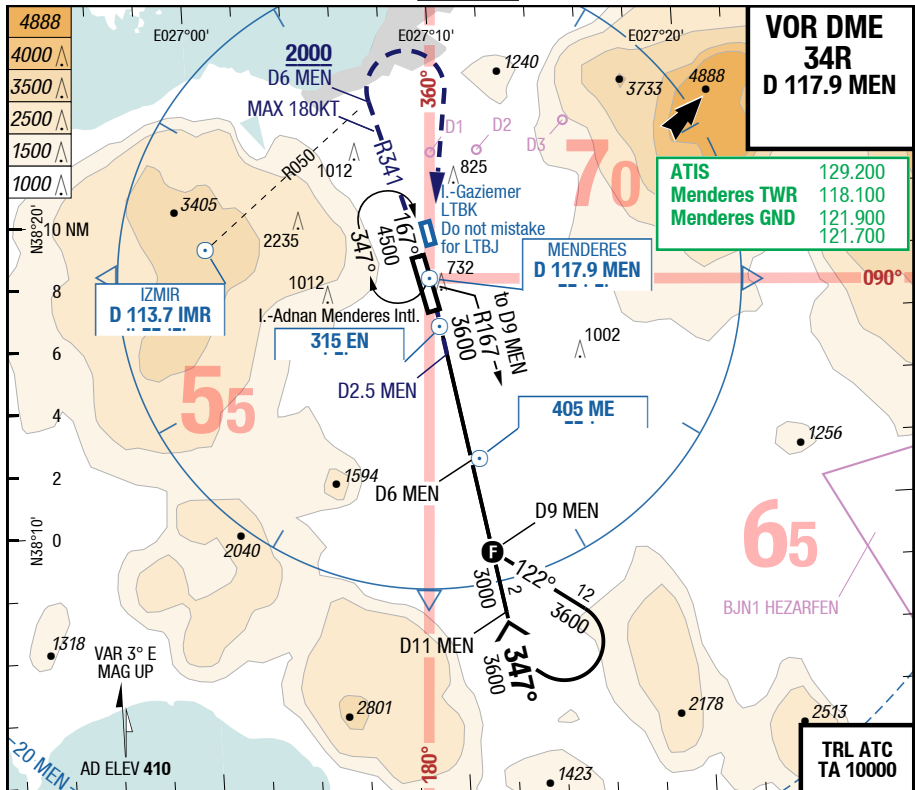 4888
4000
3500
2500
1500
1000
E027°00'
E027°10'
E027°20'
VOR DME
34R
D 117.9 MEN
2000
D6 MEN
MAX 180KT
360°
1240
3733
4888
D1
D2
D3
70
R050
R341
1012
825
ATIS 129.200
Menderes TWR 118.100
Menderes GND 121.900
121.700
3405
2235
N38°20'
10 NM
I.-Gaziemer
LTBK
Do not mistake
for LTBJ
167°
4500
347°
MENDERES
D 117.9 MEN
732
090°
8
IZMIR
D 113.7 IMR
1012
I.-Adnan Menderes Intl.
315 EN
to D9 MEN
R167
3600
1002
6
55
D2.5 MEN
405 ME
4
1256
2
1594
D6 MEN
D9 MEN
65
N38°10'
0
2040
F
122°
12
3600
3000
2
BJN1 HEZARFEN
D11 MEN
347°
3600
1318
VAR 3° E
MAG UP
2801
2178
2513
20 MEN
AD ELEV 410
180°
1423
TRL ATC
TA 10000